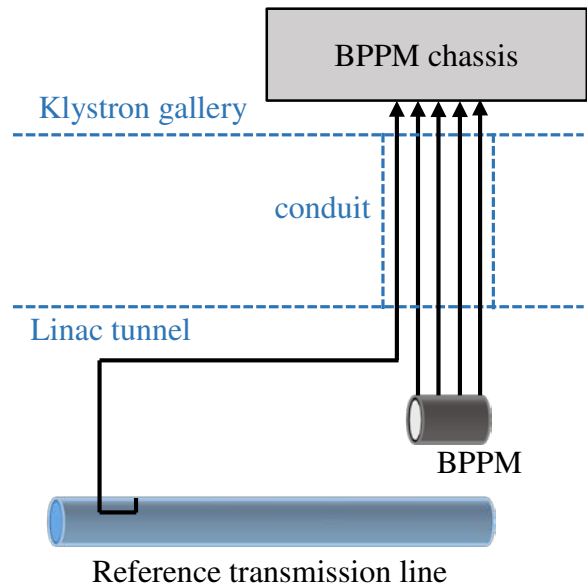 BPPM chassis
Klystron gallery
conduit
Linac tunnel
BPPM
Reference transmission line